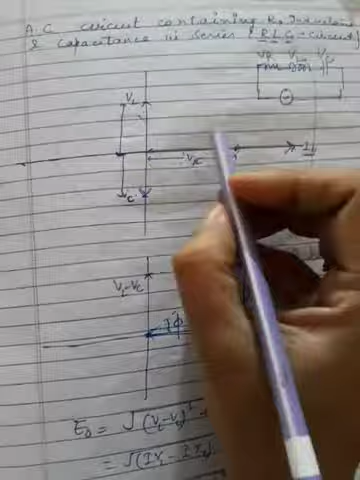 A.C circuit containing R, Inductance
& Capacitance in series (RLC-circuit)
VR VL VC
VL
VR I
VC
VL-VC
φ
E0 = √(VL-VC)² +
= √(IXL - IXC)